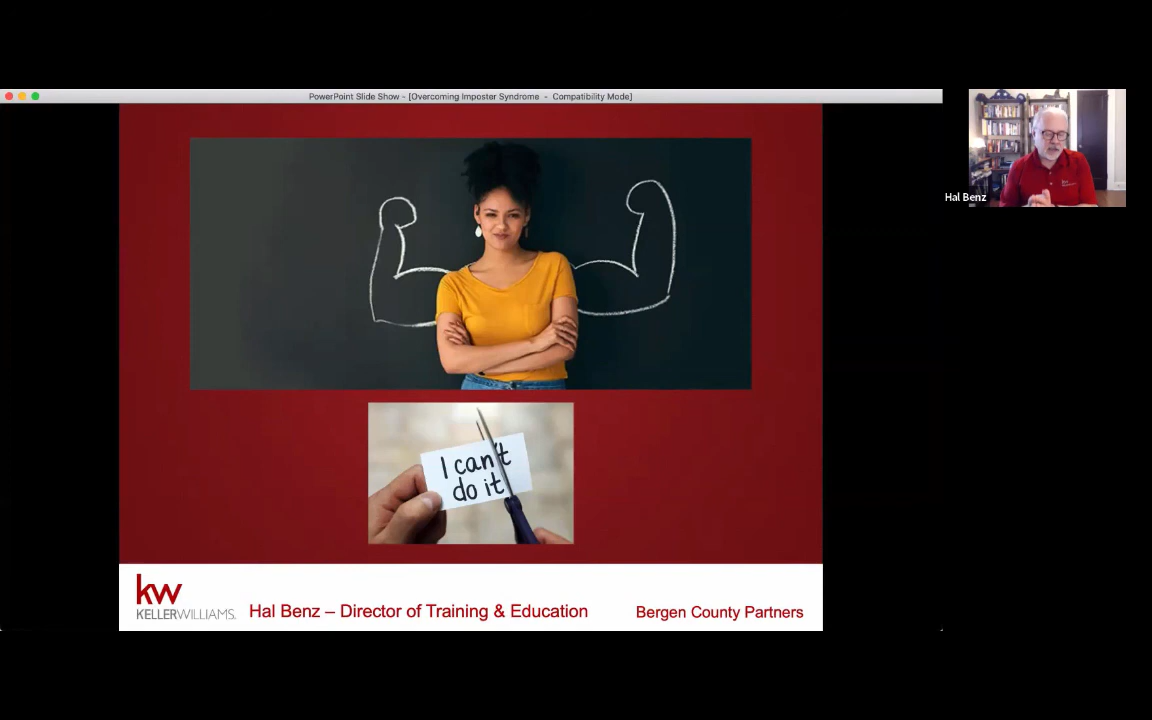 PowerPoint Slide Show - [Overcoming Imposter Syndrome - Compatibility Mode]
Hal Benz
I can't
do it
kw
KELLERWILLIAMS.
Hal Benz – Director of Training & Education
Bergen County Partners